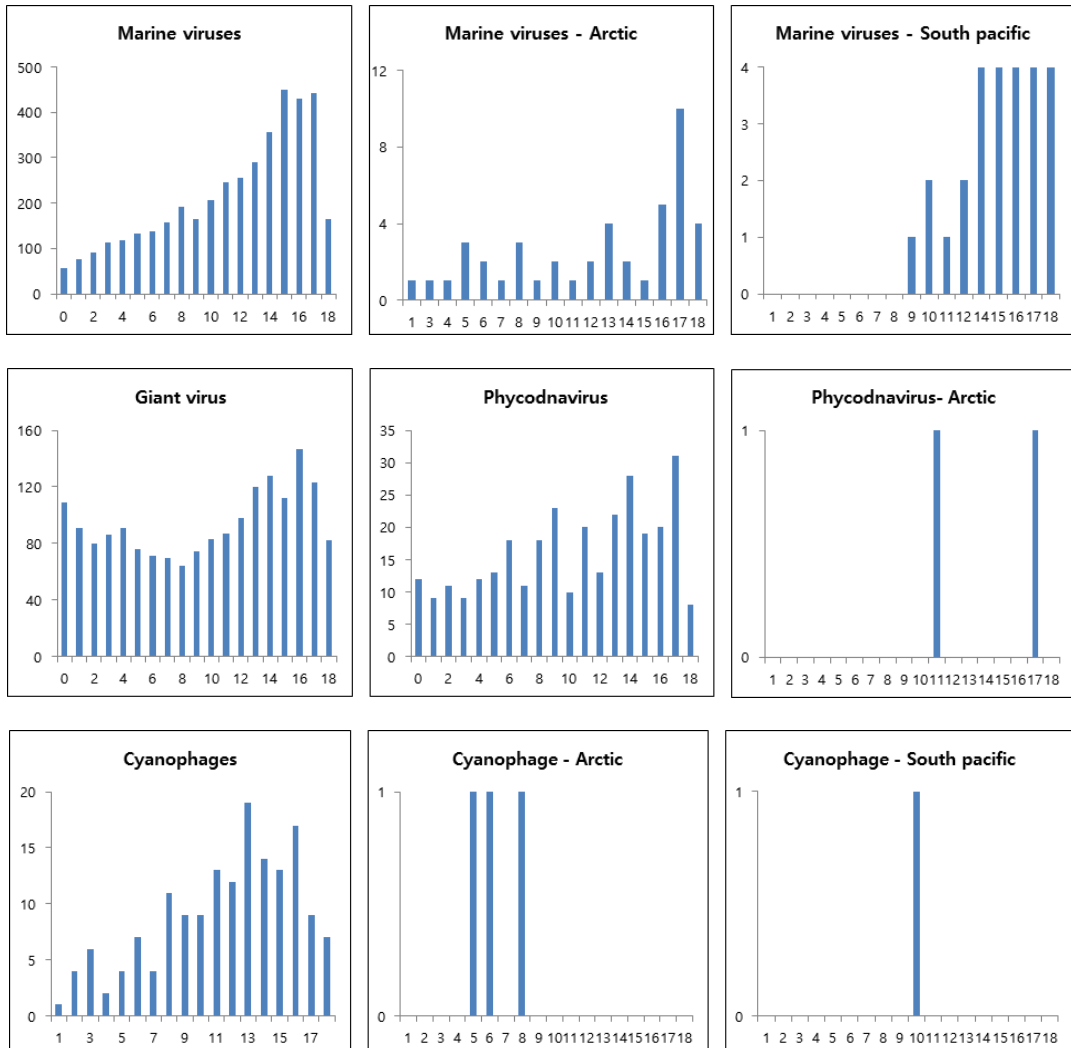 Marine viruses
500
400
300
200
100
0
0 2 4 6 8 10 12 14 16 18
Marine viruses - Arctic
12
8
4
0
1 3 4 5 6 7 8 9 10 11 12 13 14 15 16 17 18
Marine viruses - South pacific
4
3
2
1
0
1 2 3 4 5 6 7 8 9 10 11 12 14 15 16 17 18
Giant virus
160
120
80
40
0
0 2 4 6 8 10 12 14 16 18
Phycodnavirus
35
30
25
20
15
10
5
0
0 2 4 6 8 10 12 14 16 18
Phycodnavirus- Arctic
1
0
1 2 3 4 5 6 7 8 9 10 11 12 13 14 15 16 17 18
Cyanophages
20
15
10
5
0
1 3 5 7 9 11 13 15 17
Cyanophage - Arctic
1
0
1 2 3 4 5 6 7 8 9 10 11 12 13 14 15 16 17 18
Cyanophage - South pacific
1
0
1 2 3 4 5 6 7 8 9 10 11 12 13 14 15 16 17 18